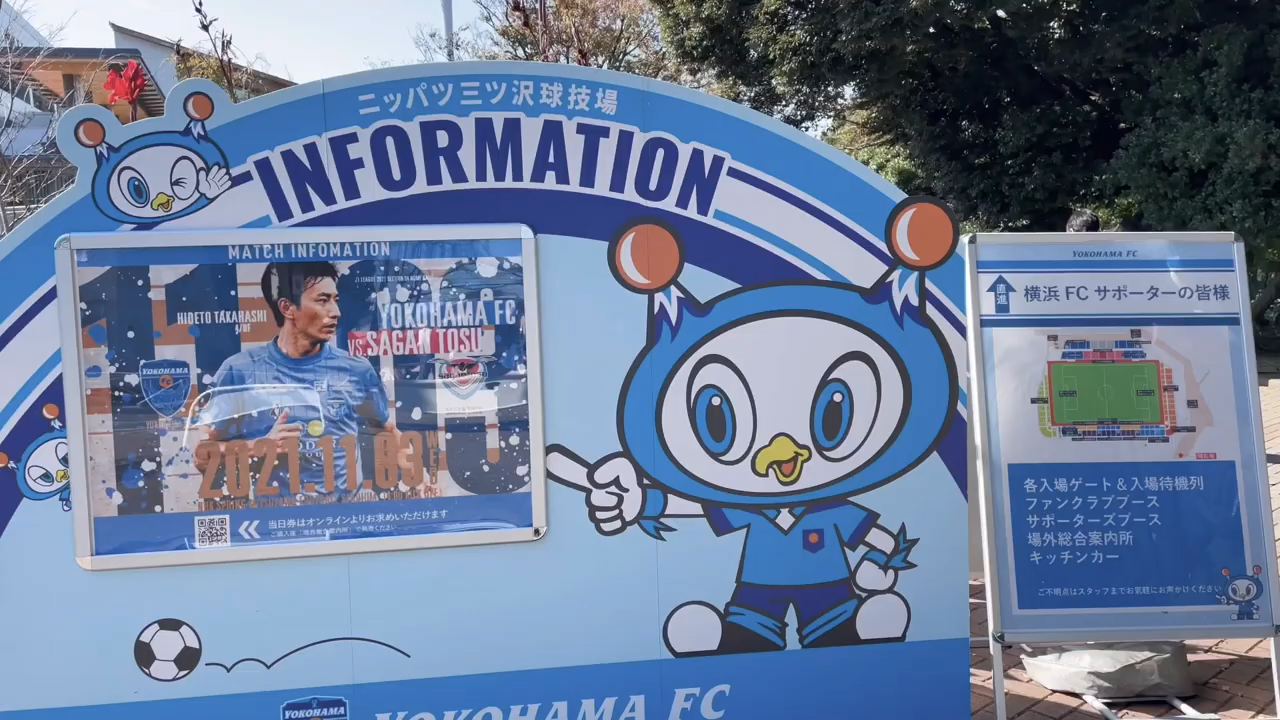 ニッパツ三ツ沢球技場
INFORMATION
MATCH INFOMATION
HIDETO TAKAHASHI
YOKOHAMA FC
VS.SAGAN TOSU
YOKOHAMA
2021.11.03
当日券はオンラインよりお求めいただけます
YOKOHAMA
YOKOHAMA FC
YOKOHAMA FC
直進
横浜FCサポーターの皆様
各入場ゲート＆入場待機列
ファンクラブブース
サポーターズブース
場外総合案内所
キッチンカー
ご不明点はスタッフまでお気軽にお声かけください